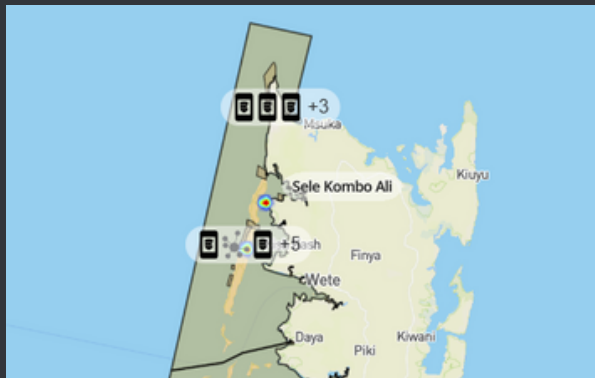 +3
Msuka
Sele Kombo Ali
Kiuyu
+5
Finya
Wete
Daya
Piki
Kiwani